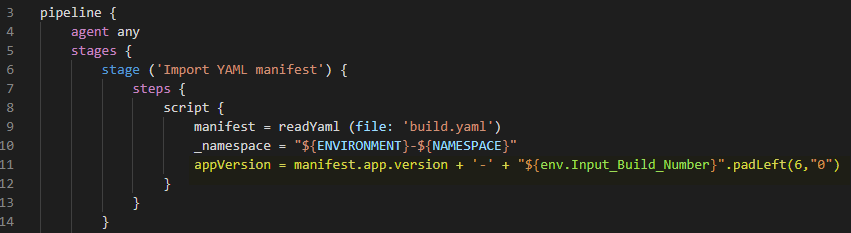 3 pipeline {
4 agent any
5 stages {
6 stage ('Import YAML manifest') {
7 steps {
8 script {
9 manifest = readYaml (file: 'build.yaml')
10 _namespace = "${ENVIRONMENT}-${NAMESPACE}"
11 appVersion = manifest.app.version + '-' + "${env.Input_Build_Number}".padLeft(6,"0")
12 }
13 }
14 }